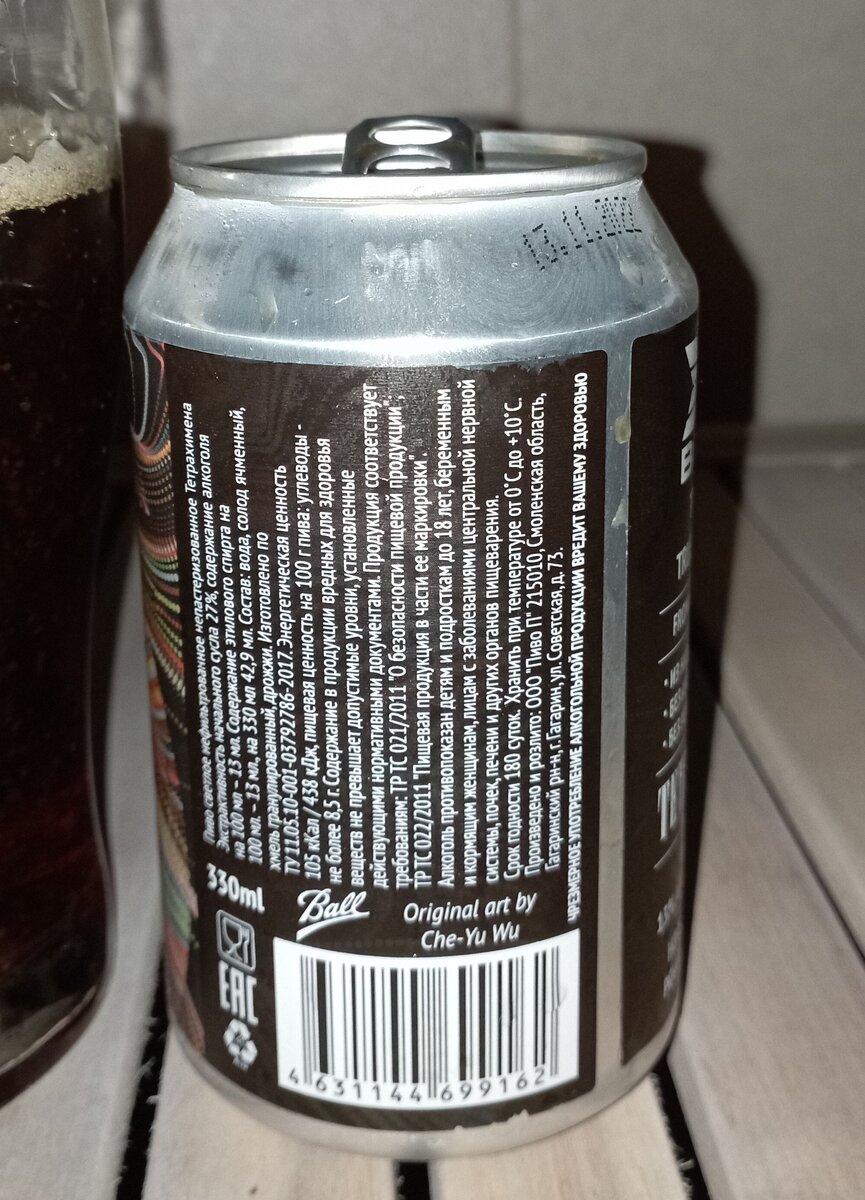 13.11.2022
Пиво светлое нефильтрованное непастеризованное Тетрахимена
Экстрактивность начального сусла 27%, содержание алкоголя
на 100 мл - 13 мл. Содержание этилового спирта на
100 мл. - 13 мл, на 330 мл 42,9 мл. Состав: вода, солод ячменный,
хмель гранулированный, дрожжи. Изготовлено по
ТУ 11.05.10-001-03792786-2017. Энергетическая ценность
105 кКал / 438 кДж, пищевая ценность на 100 г пива: углеводы -
не более 8,5 г. Содержание в продукции вредных для здоровья
веществ не превышает допустимые уровни, установленные
действующими нормативными документами. Продукция соответствует
требованиям: ТР ТС 021/2011 "О безопасности пищевой продукции",
ТР ТС 022/2011 "Пищевая продукция в части ее маркировки".
Алкоголь противопоказан детям и подросткам до 18 лет, беременным
и кормящим женщинам, лицам с заболеваниями центральной нервной
системы, почек, печени и других органов пищеварения.
Срок годности 180 суток. Хранить при температуре от 0°С до +10°С.
Произведено и розлито: ООО "Пиво П" 215010, Смоленская область,
Гагаринский рн-н, г.Гагарин, ул. Советская, д. 73.
ЧРЕЗМЕРНОЕ УПОТРЕБЛЕНИЕ АЛКОГОЛЬНОЙ ПРОДУКЦИИ ВРЕДИТ ВАШЕМУ ЗДОРОВЬЮ
330ml
Ball
Original art by
Che-Yu Wu
EAC
4 631144 699162